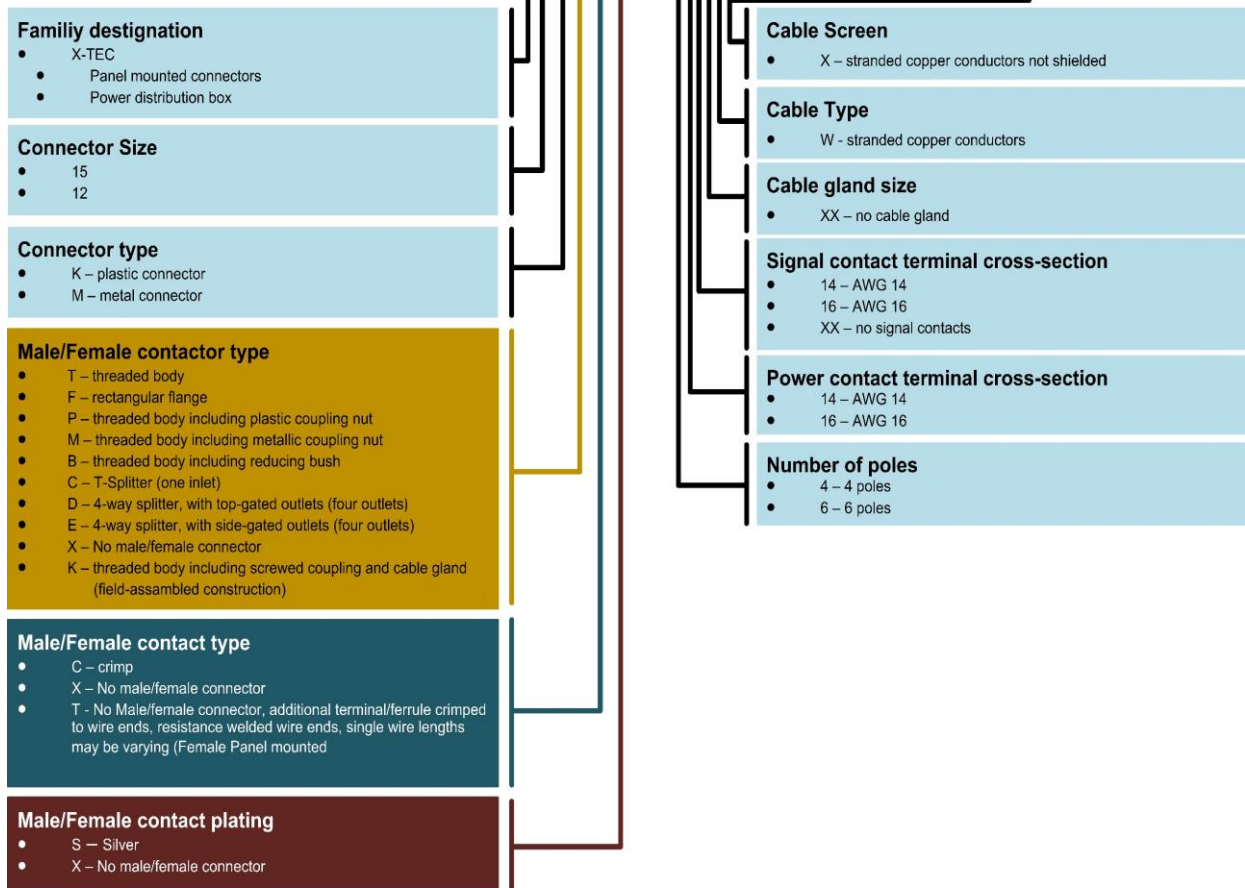 Familiy destignation
● X-TEC
● Panel mounted connectors
● Power distribution box
Connector Size
● 15
● 12
Connector type
● K – plastic connector
● M – metal connector
Male/Female contactor type
● T – threaded body
● F – rectangular flange
● P – threaded body including plastic coupling nut
● M – threaded body including metallic coupling nut
● B – threaded body including reducing bush
● C – T-Splitter (one inlet)
● D – 4-way splitter, with top-gated outlets (four outlets)
● E – 4-way splitter, with side-gated outlets (four outlets)
● X – No male/female connector
● K – threaded body including screwed coupling and cable gland
(field-assambled construction)
Male/Female contact type
● C – crimp
● X – No male/female connector
● T - No Male/female connector, additional terminal/ferrule crimped
to wire ends, resistance welded wire ends, single wire lengths
may be varying (Female Panel mounted
Male/Female contact plating
● S – Silver
● X – No male/female connector
Cable Screen
● X – stranded copper conductors not shielded
Cable Type
● W - stranded copper conductors
Cable gland size
● XX – no cable gland
Signal contact terminal cross-section
● 14 – AWG 14
● 16 – AWG 16
● XX – no signal contacts
Power contact terminal cross-section
● 14 – AWG 14
● 16 – AWG 16
Number of poles
● 4 – 4 poles
● 6 – 6 poles